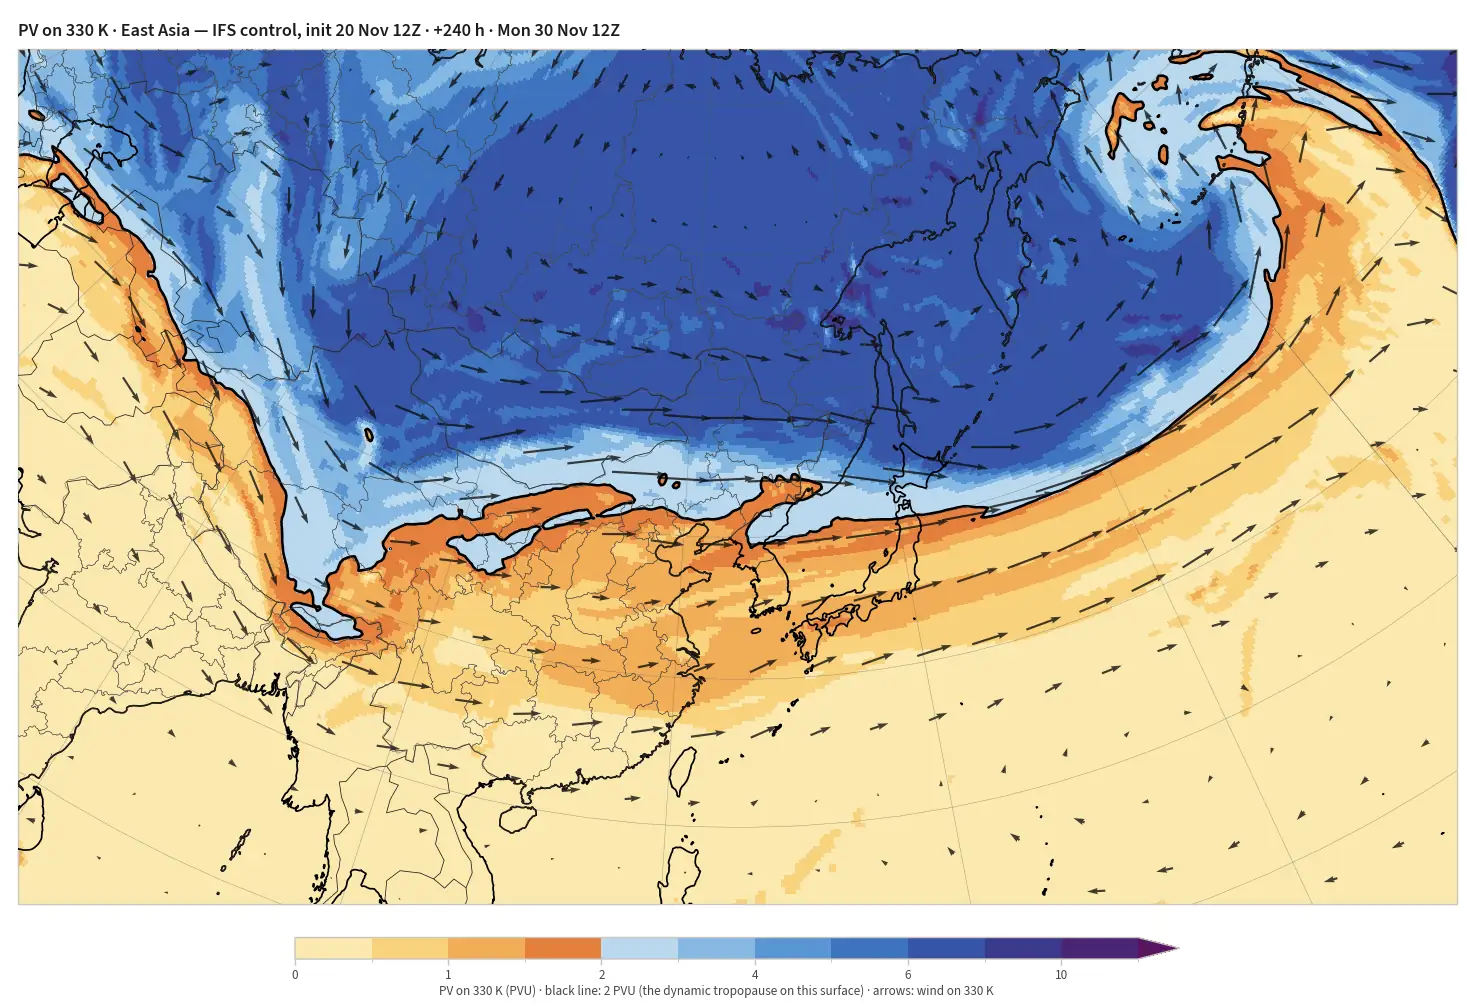 PV on 330 K · East Asia — IFS control, init 20 Nov 12Z · +240 h · Mon 30 Nov 12Z
0 1 2 4 6 10
PV on 330 K (PVU) · black line: 2 PVU (the dynamic tropopause on this surface) · arrows: wind on 330 K